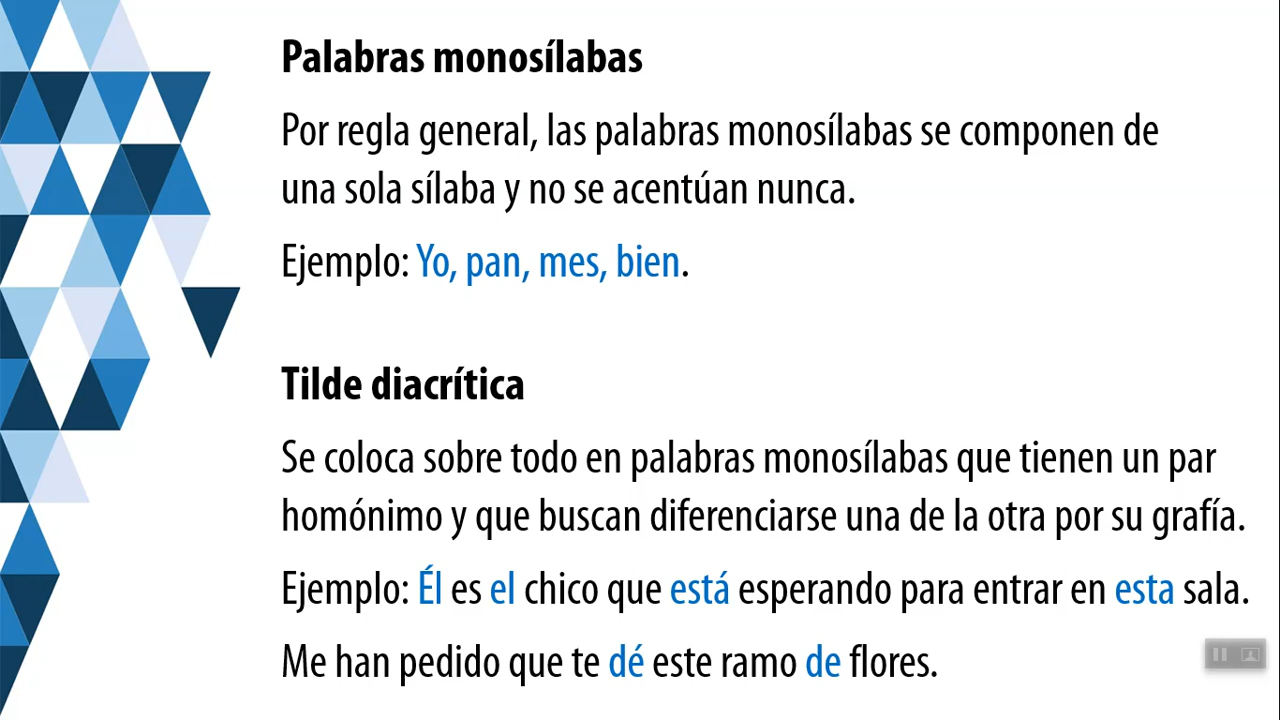 Palabras monosílabas
Por regla general, las palabras monosílabas se componen de
una sola sílaba y no se acentúan nunca.
Ejemplo: Yo, pan, mes, bien.
Tilde diacrítica
Se coloca sobre todo en palabras monosílabas que tienen un par
homónimo y que buscan diferenciarse una de la otra por su grafía.
Ejemplo: Él es el chico que está esperando para entrar en esta sala.
Me han pedido que te dé este ramo de flores.